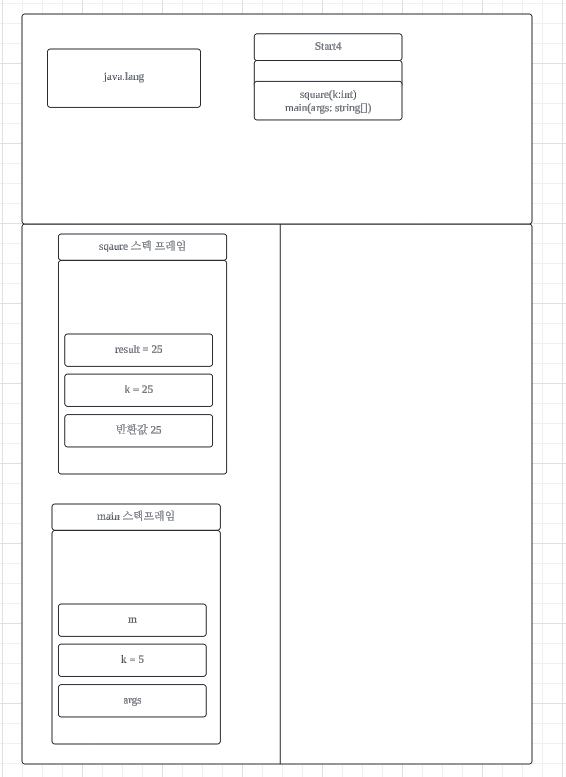 java.lang
Start4
square(k:int)
main(args: string[])
sqaure 스텍 프레임
result = 25
k = 25
반환값 25
main 스택프레임
m
k = 5
args